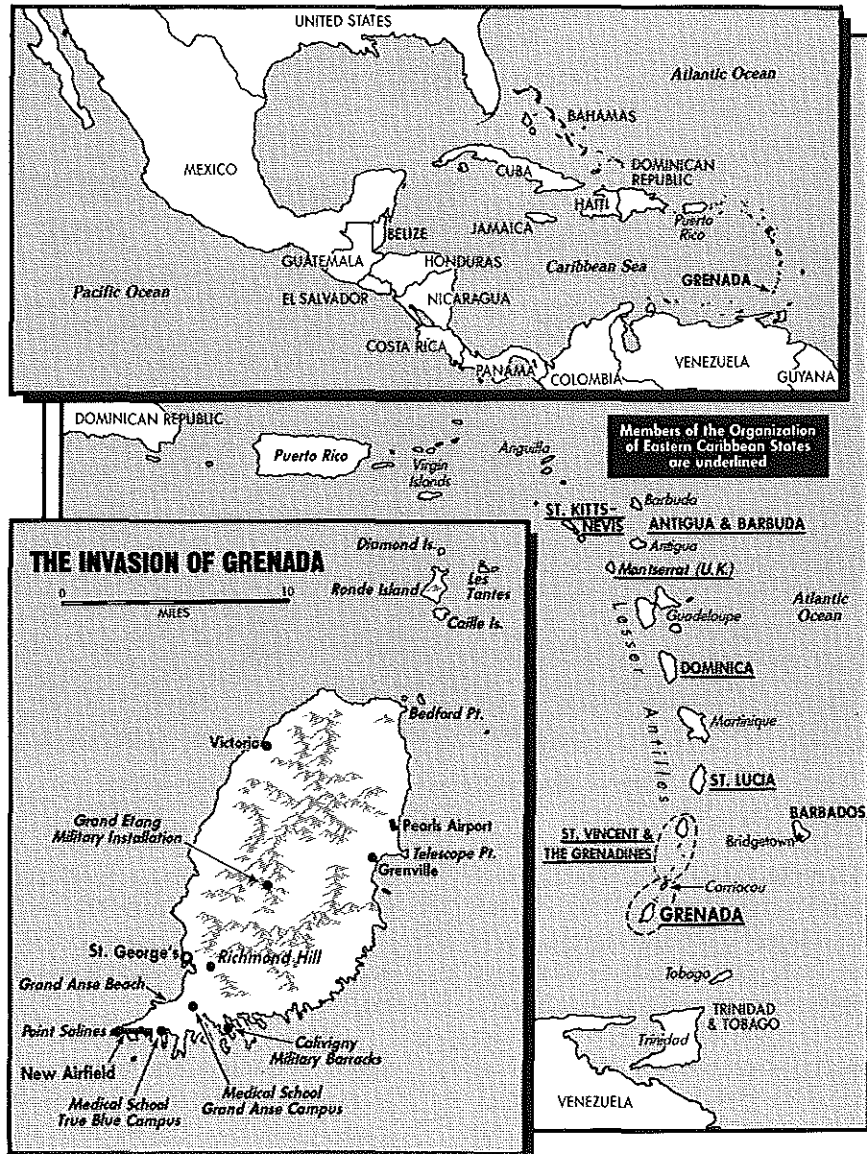 UNITED STATES
Atlantic Ocean
BAHAMAS
MEXICO
CUBA
DOMINICAN
REPUBLIC
HAITI
JAMAICA
Puerto
Rico
BELIZE
GUATEMALA
HONDURAS
Caribbean Sea
GRENADA
Pacific Ocean
EL SALVADOR
NICARAGUA
COSTA RICA
PANAMA
COLOMBIA
VENEZUELA
GUYANA
DOMINICAN REPUBLIC
Puerto Rico
Virgin
Islands
Anguilla
Members of the Organization
of Eastern Caribbean States
are underlined
ST. KITTS–
NEVIS
Barbuda
ANTIGUA & BARBUDA
Antigua
Montserrat (U.K.)
Guadeloupe
Atlantic
Ocean
Lesser
Antilles
DOMINICA
Martinique
ST. LUCIA
BARBADOS
Bridgetown
ST. VINCENT &
THE GRENADINES
Carriacou
GRENADA
Tobago
TRINIDAD
& TOBAGO
Trinidad
VENEZUELA
THE INVASION OF GRENADA
0 10
MILES
Diamond Is.
Ronde Island
Les
Tantes
Caille Is.
Bedford Pt.
Victoria
Grand Etang
Military Installation
Pearls Airport
Telescope Pt.
Grenville
St. George's
Richmond Hill
Grand Anse Beach
Point Salines
New Airfield
Calivigny
Military Barracks
Medical School
True Blue Campus
Medical School
Grand Anse Campus